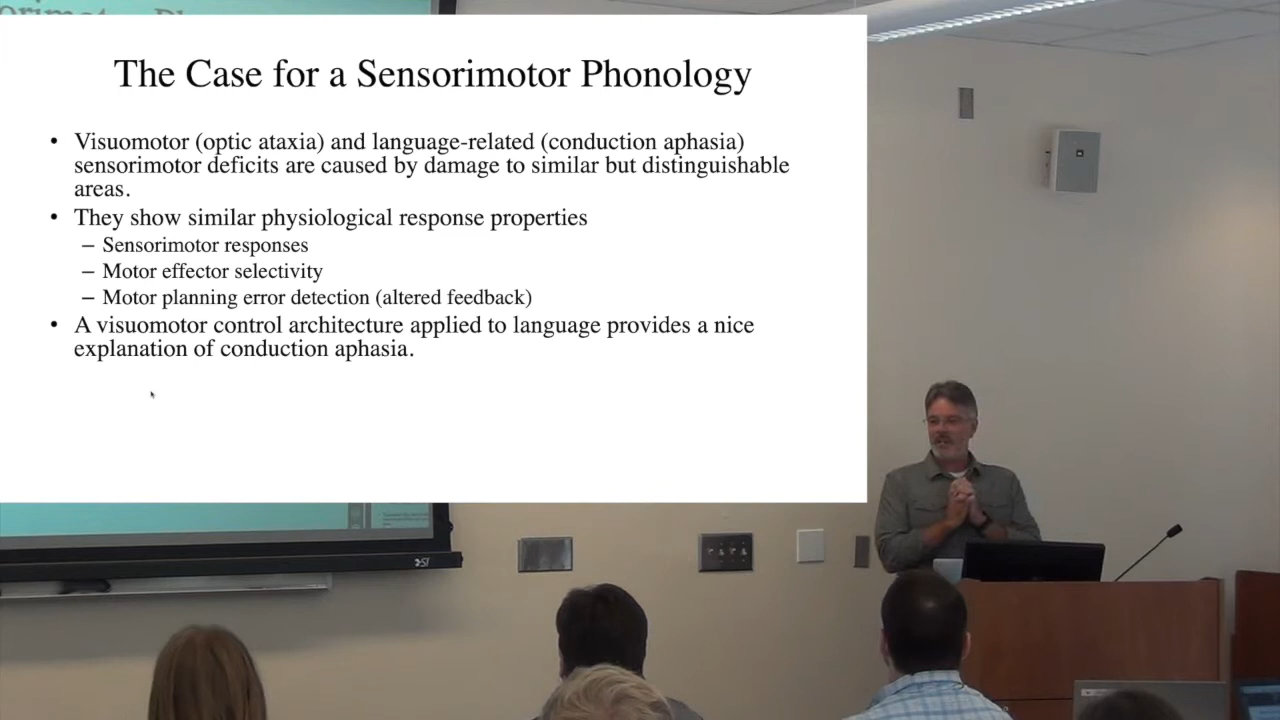 The Case for a Sensorimotor Phonology
• Visuomotor (optic ataxia) and language-related (conduction aphasia)
sensorimotor deficits are caused by damage to similar but distinguishable
areas.
• They show similar physiological response properties
– Sensorimotor responses
– Motor effector selectivity
– Motor planning error detection (altered feedback)
• A visuomotor control architecture applied to language provides a nice
explanation of conduction aphasia.